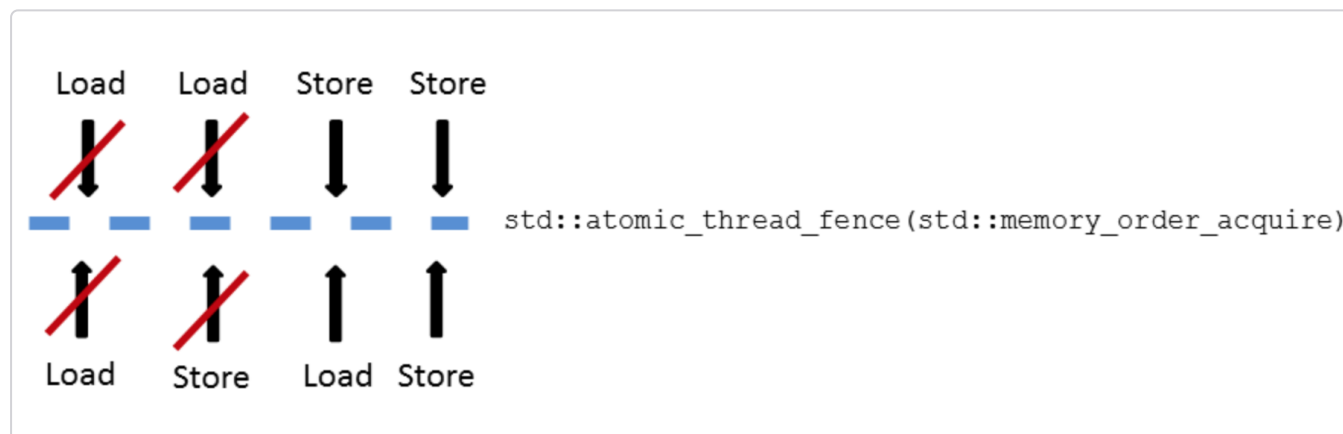 Load Load Store Store
std::atomic_thread_fence(std::memory_order_acquire)
Load Store Load Store